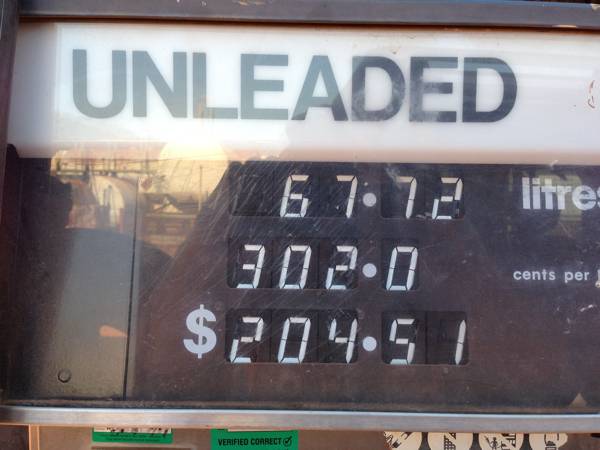 UNLEADED
67.72 litres
302.0 cents per
$204.51
VERIFIED CORRECT